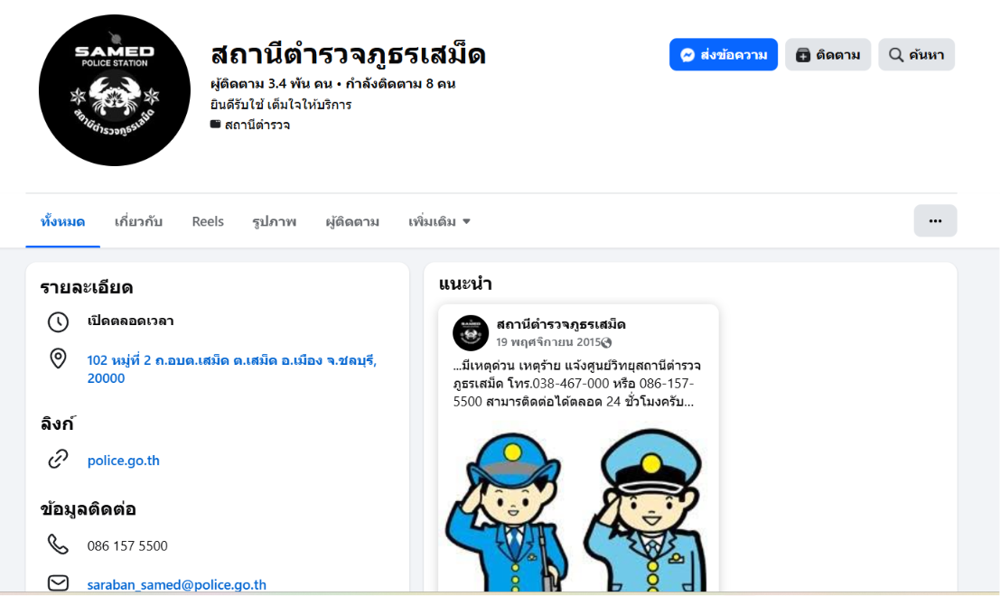 SAMED
POLICE STATION
สถานีตำรวจภูธรเสม็ด
สถานีตำรวจภูธรเสม็ด
ผู้ติดตาม 3.4 พัน คน • กำลังติดตาม 8 คน
ยินดีรับใช้ เต็มใจให้บริการ
สถานีตำรวจ
ส่งข้อความ
ติดตาม
ค้นหา
ทั้งหมด
เกี่ยวกับ
Reels
รูปภาพ
ผู้ติดตาม
เพิ่มเติม
รายละเอียด
เปิดตลอดเวลา
102 หมู่ที่ 2 ถ.อบต.เสม็ด ต.เสม็ด อ.เมือง จ.ชลบุรี,
20000
ลิงก์
police.go.th
ข้อมูลติดต่อ
086 157 5500
saraban_samed@police.go.th
แนะนำ
สถานีตำรวจภูธรเสม็ด
19 พฤศจิกายน 2015
...มีเหตุด่วน เหตุร้าย แจ้งศูนย์วิทยุสถานีตำรวจ
ภูธรเสม็ด โทร.038-467-000 หรือ 086-157-
5500 สามารถติดต่อได้ตลอด 24 ชั่วโมงครับ...